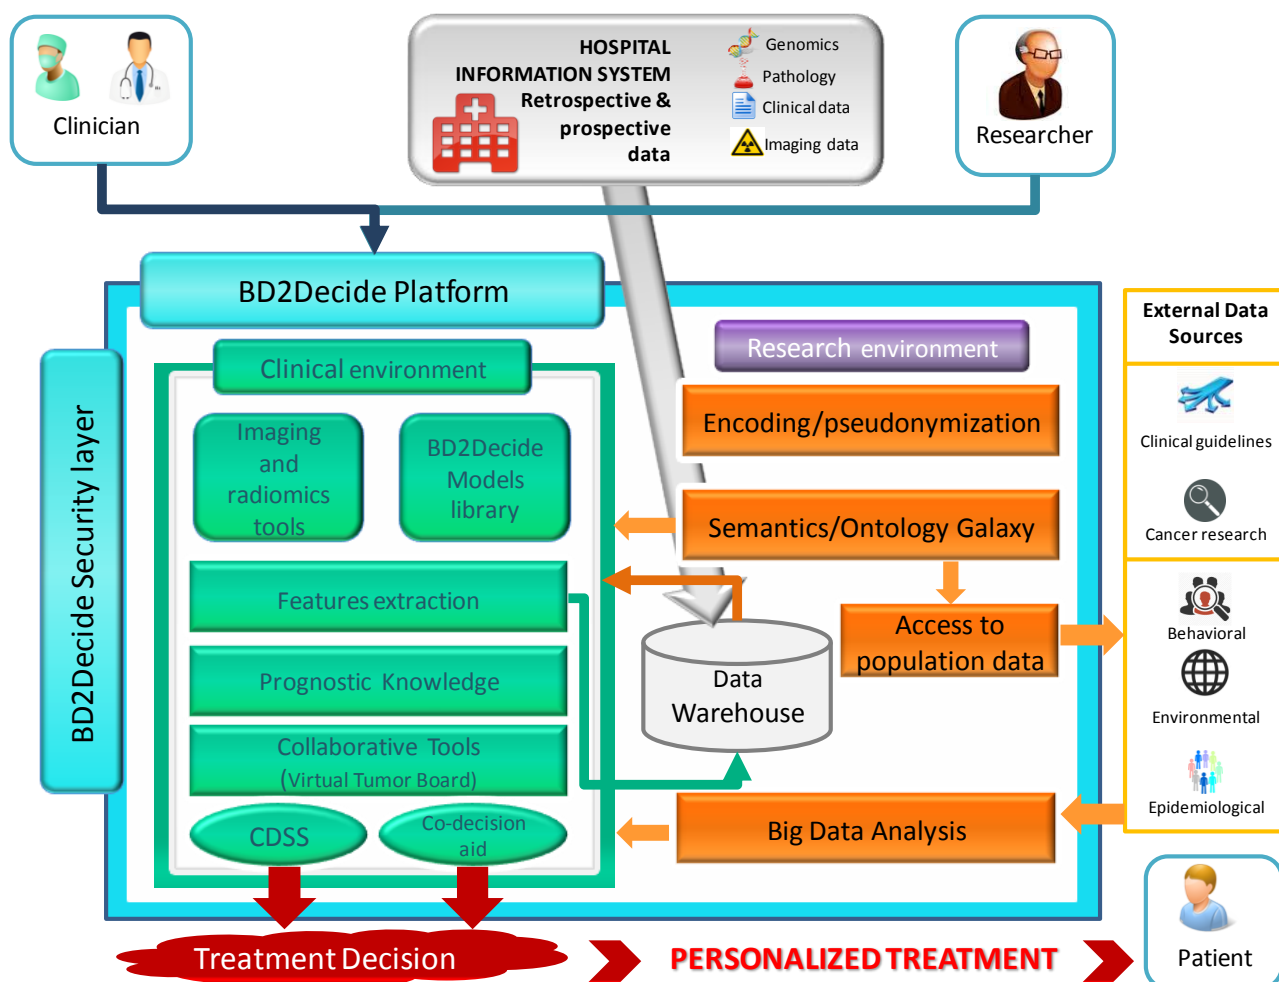 Clinician
HOSPITAL
INFORMATION SYSTEM
Retrospective &
prospective
data
Genomics
Pathology
Clinical data
Imaging data
Researcher
BD2Decide Platform
BD2Decide Security layer
Clinical environment
Imaging
and
radiomics
tools
BD2Decide
Models
library
Features extraction
Prognostic Knowledge
Collaborative Tools
(Virtual Tumor Board)
CDSS
Co-decision
aid
Research environment
Encoding/pseudonymization
Semantics/Ontology Galaxy
Access to
population data
Data
Warehouse
Big Data Analysis
External Data
Sources
Clinical guidelines
Cancer research
Behavioral
Environmental
Epidemiological
Treatment Decision
PERSONALIZED TREATMENT
Patient